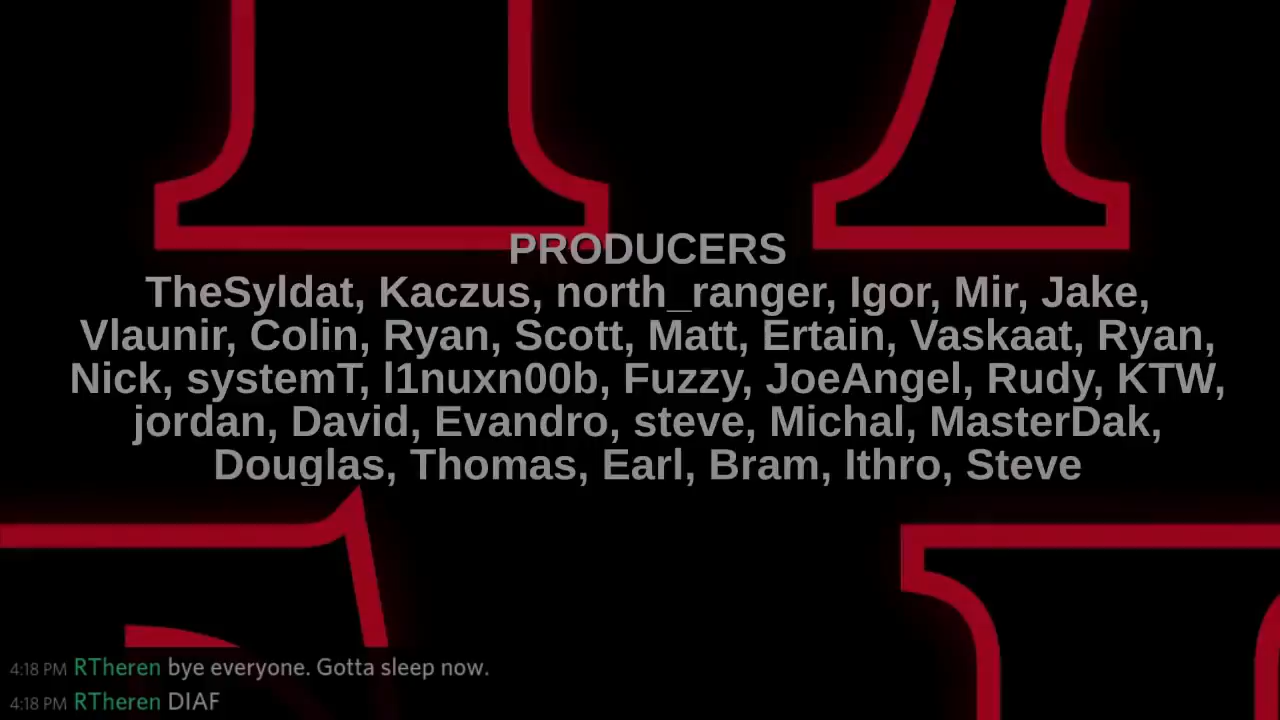 PRODUCERS
TheSyldat, Kaczus, north_ranger, Igor, Mir, Jake,
Vlaunir, Colin, Ryan, Scott, Matt, Ertain, Vaskaat, Ryan,
Nick, systemT, l1nuxn00b, Fuzzy, JoeAngel, Rudy, KTW,
jordan, David, Evandro, steve, Michal, MasterDak,
Douglas, Thomas, Earl, Bram, Ithro, Steve
4:18 PM RTheren bye everyone. Gotta sleep now.
4:18 PM RTheren DIAF